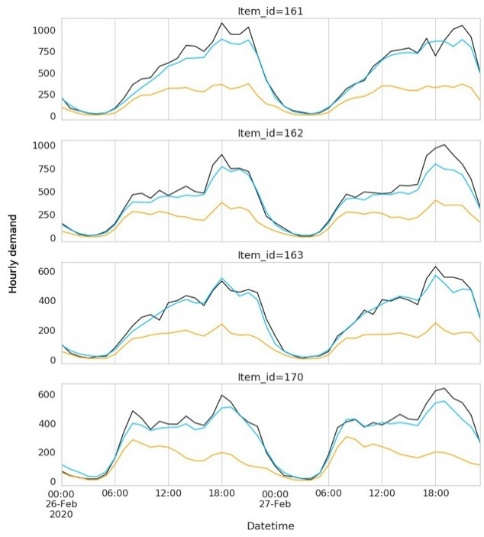 Item_id=161
1000
750
500
250
0
Item_id=162
1000
750
500
250
0
Hourly demand
Item_id=163
600
400
200
0
Item_id=170
600
400
200
0
00:00 06:00 12:00 18:00 00:00 06:00 12:00 18:00
26-Feb 27-Feb
2020
Datetime